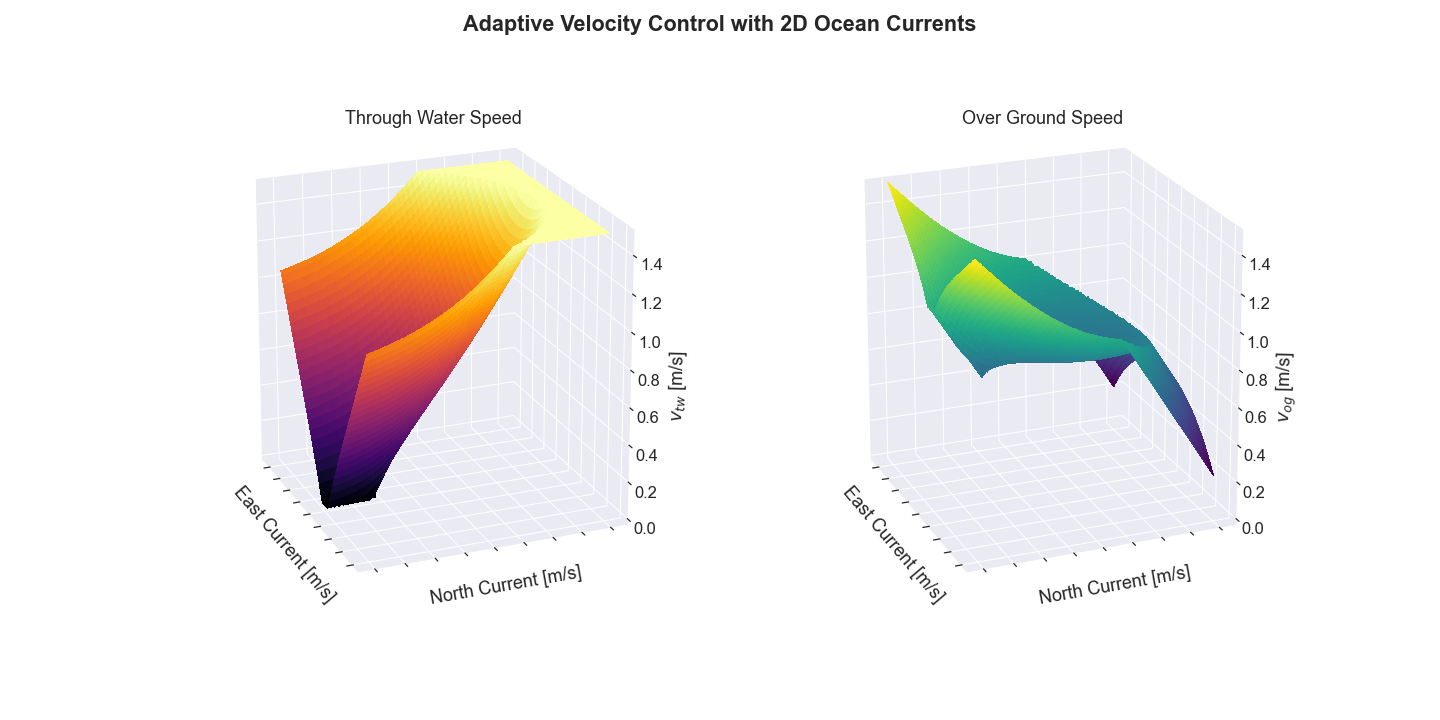 Adaptive Velocity Control with 2D Ocean Currents
Through Water Speed
1.4
1.2
1.0
0.8
0.6
0.4
0.2
0.0
v_tw [m/s]
East Current [m/s]
North Current [m/s]
Over Ground Speed
1.4
1.2
1.0
0.8
0.6
0.4
0.2
0.0
v_og [m/s]
East Current [m/s]
North Current [m/s]